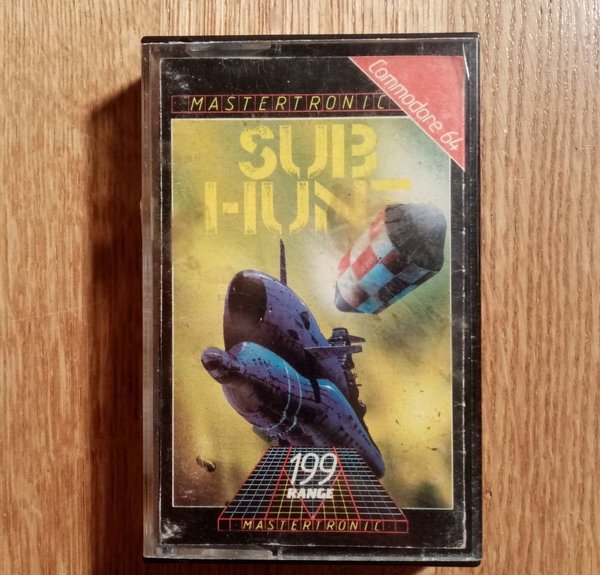 MASTERTRONIC
Commodore 64
SUB
HUNT
199
RANGE
MASTERTRONIC